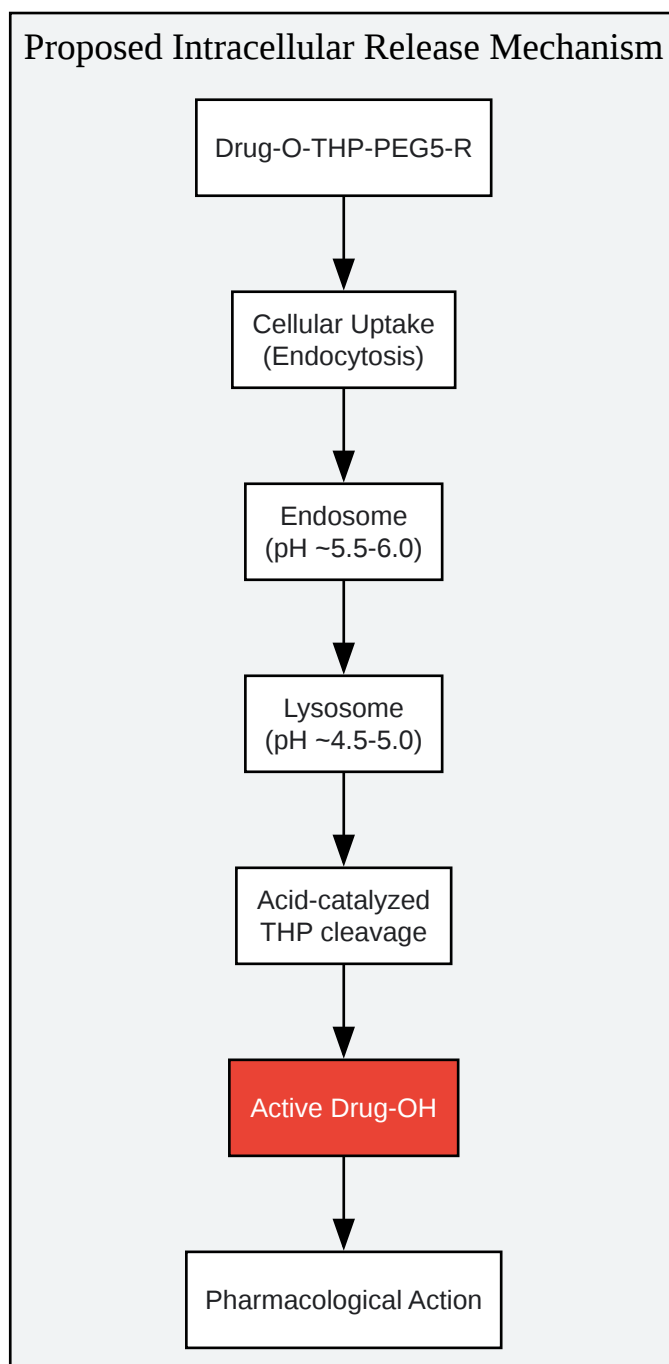 Proposed Intracellular Release Mechanism
Drug-O-THP-PEG5-R
Cellular Uptake
(Endocytosis)
Endosome
(pH ~5.5-6.0)
Lysosome
(pH ~4.5-5.0)
Acid-catalyzed
THP cleavage
Active Drug-OH
Pharmacological Action